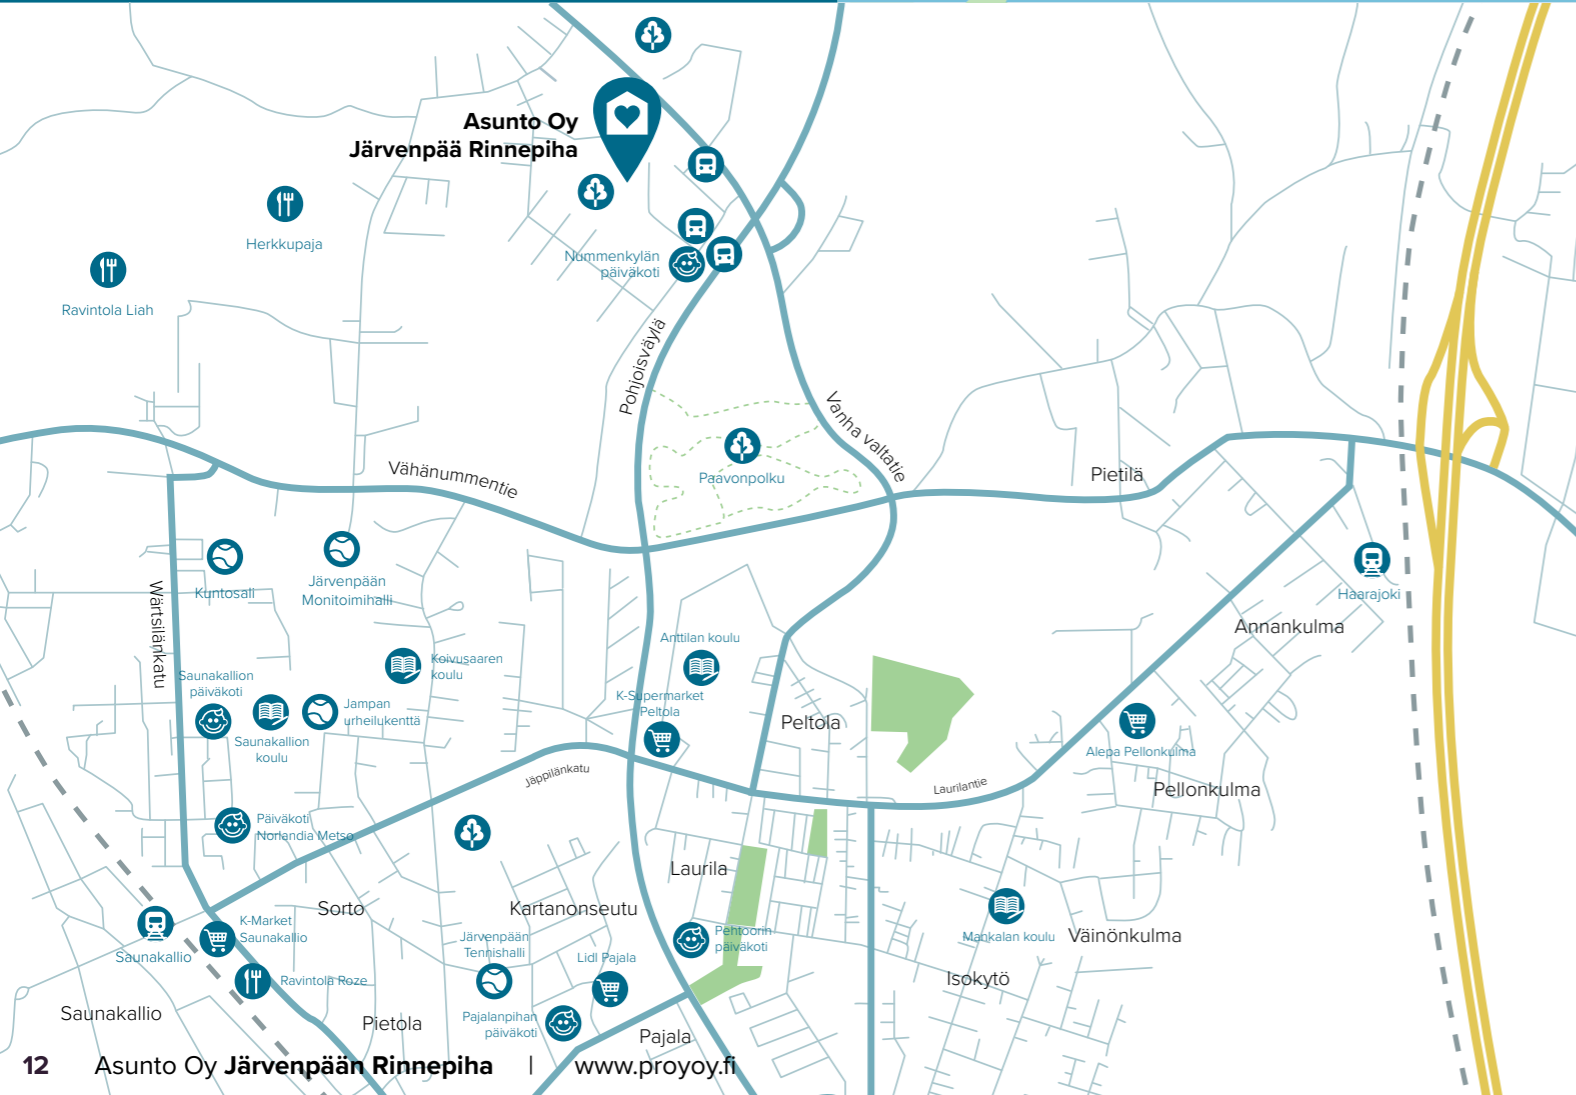 Asunto Oy
Järvenpää Rinnepiha
Herkkupaja
Ravintola Liah
Nummenkylän
päiväkoti
Pohjoisväylä
Vanha valtatie
Paavonpolku
Vähänummentie
Pietilä
Kuntosali
Järvenpään
Monitoimihalli
Wärtsilänkatu
Haarajoki
Annankulma
Anttilan koulu
Koivusaaren
koulu
Saunakallion
päiväkoti
K-Supermarket
Peltola
Jampan
urheilukenttä
Peltola
Saunakallion
koulu
Alepa Pellonkulma
Jäppilänkatu
Laurilantie
Pellonkulma
Päiväkoti
Norlandia Metso
Laurila
Sorto
Kartanonseutu
K-Market
Saunakallio
Järvenpään
Tennishalli
Pehtoorin
päiväkoti
Mankalan koulu
Väinönkulma
Saunakallio
Lidl Pajala
Ravintola Roze
Isokytö
Saunakallio
Pietola
Pajalanpihan
päiväkoti
Pajala
12 Asunto Oy Järvenpään Rinnepiha | www.proyoy.fi